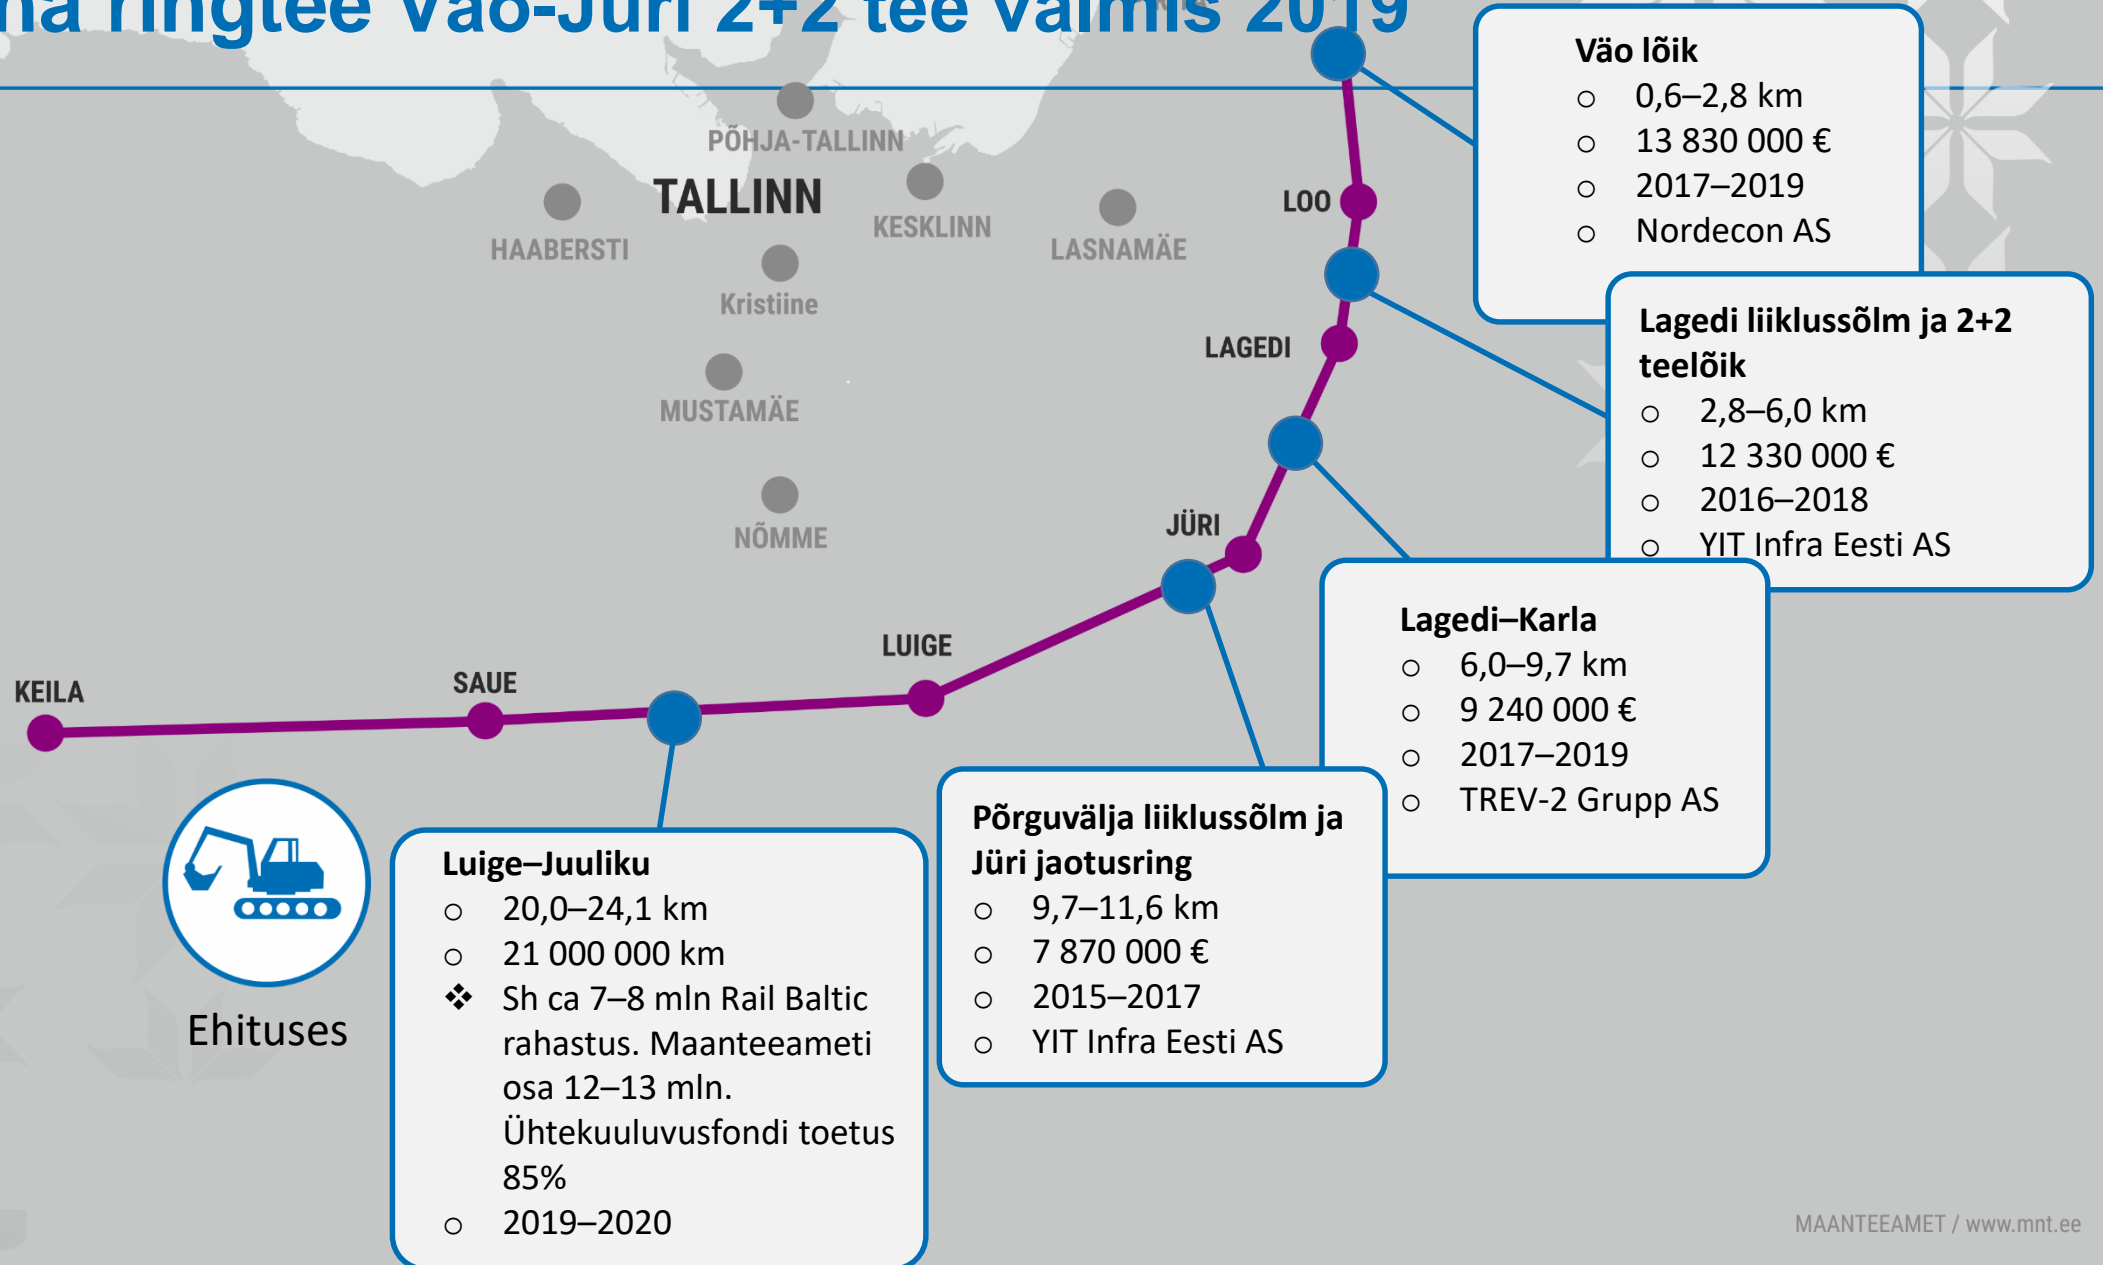 ringtee Väo-Jüri 2+2 tee valmis 2019
PÕHJA-TALLINN
TALLINN
HAABERSTI
KESKLINN
LASNAMÄE
Kristiine
MUSTAMÄE
NÕMME
LOO
LAGEDI
JÜRI
LUIGE
SAUE
KEILA
Väo lõik
o 0,6–2,8 km
o 13 830 000 €
o 2017–2019
o Nordecon AS
Lagedi liiklussõlm ja 2+2
teelõik
o 2,8–6,0 km
o 12 330 000 €
o 2016–2018
o YIT Infra Eesti AS
Lagedi–Karla
o 6,0–9,7 km
o 9 240 000 €
o 2017–2019
o TREV-2 Grupp AS
Põrguvälja liiklussõlm ja
Jüri jaotusring
o 9,7–11,6 km
o 7 870 000 €
o 2015–2017
o YIT Infra Eesti AS
Luige–Juuliku
o 20,0–24,1 km
o 21 000 000 km
❖ Sh ca 7–8 mln Rail Baltic
rahastus. Maanteeameti
osa 12–13 mln.
Ühtekuuluvusfondi toetus
85%
o 2019–2020
Ehituses
MAANTEEAMET / www.mnt.ee